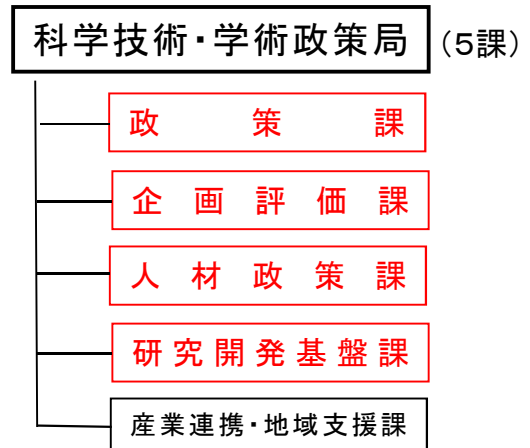 科学技術・学術政策局 (5課)
政策課
企画評価課
人材政策課
研究開発基盤課
産業連携・地域支援課